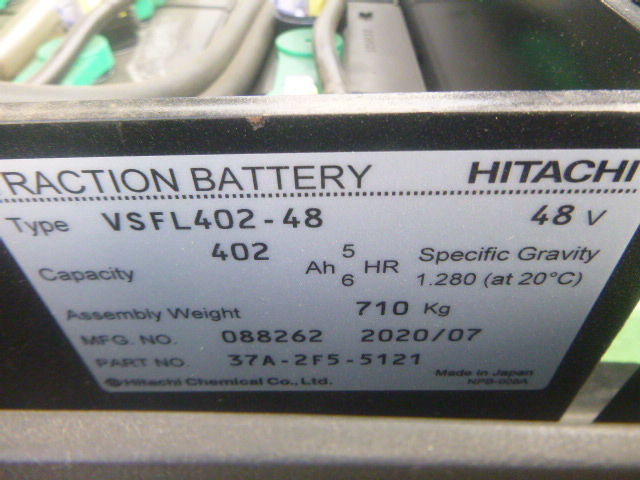 RACTION BATTERY HITACHI
Type VSFL402-48 48 V
Capacity 402 Ah 5 6 HR Specific Gravity
1.280 (at 20°C)
Assembly Weight 710 Kg
MFG. NO. 088262 2020/07
PART NO. 37A-2F5-5121
Hitachi Chemical Co., Ltd. Made in Japan